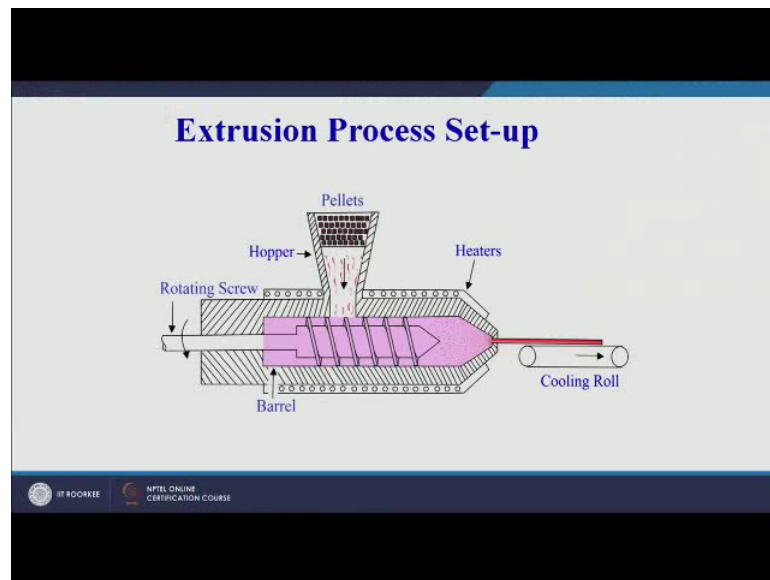 Extrusion Process Set-up
Pellets
Hopper
Heaters
Rotating Screw
Cooling Roll
Barrel
IIT ROORKEE
NPTEL ONLINE
CERTIFICATION COURSE